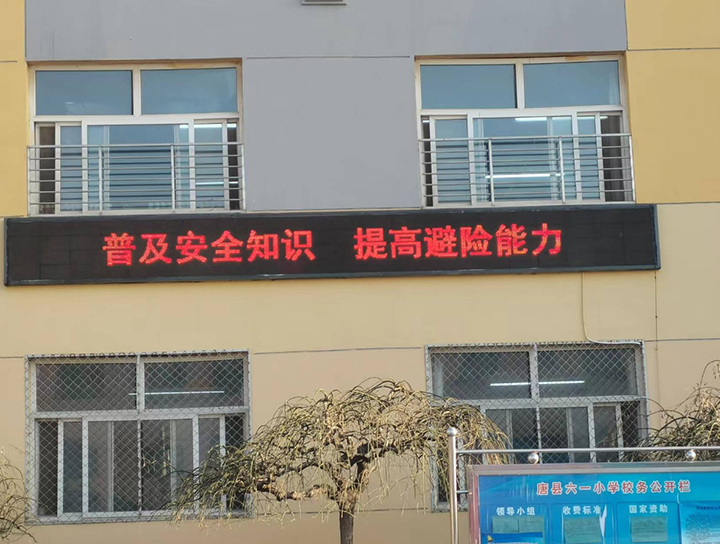 普及安全知识 提高避险能力
唐县六一小学校务公开栏
领导小组 收费标准 国家资助